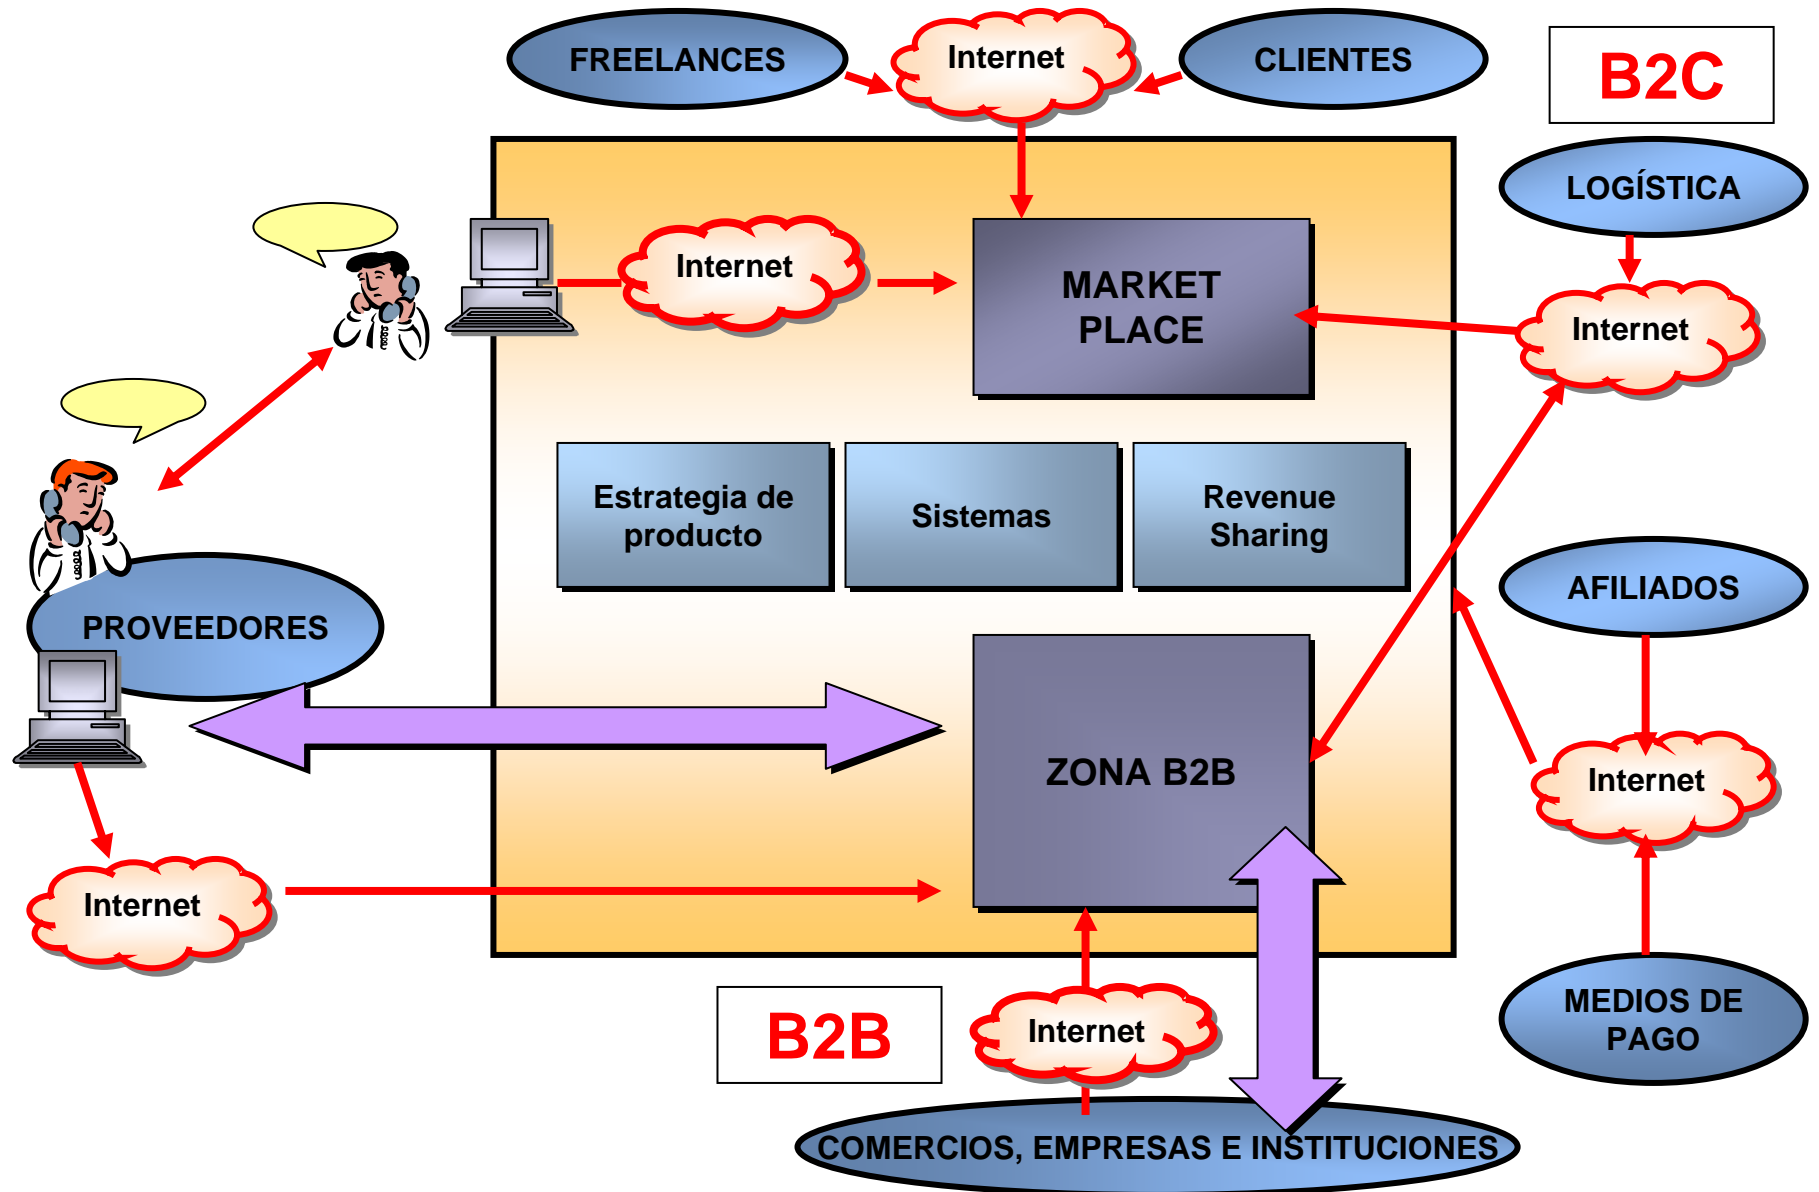 FREELANCES
Internet
CLIENTES
B2C
LOGÍSTICA
Internet
MARKET
PLACE
Internet
Estrategia de
producto
Sistemas
Revenue
Sharing
AFILIADOS
PROVEEDORES
ZONA B2B
Internet
Internet
B2B
Internet
MEDIOS DE
PAGO
COMERCIOS, EMPRESAS E INSTITUCIONES